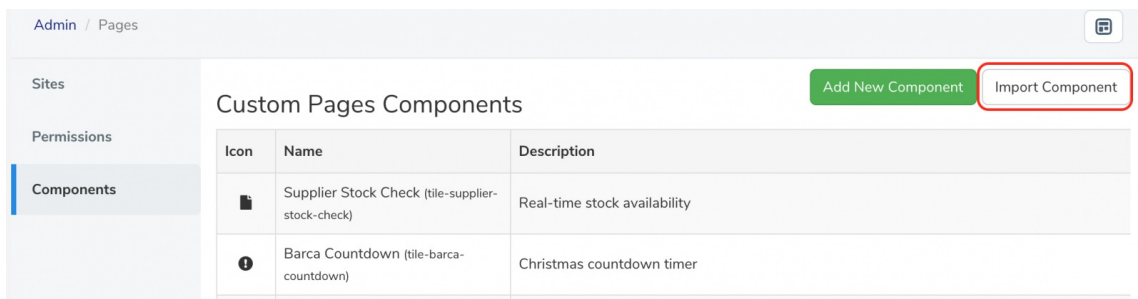 Admin / Pages
Sites
Permissions
Components
Custom Pages Components
Add New Component
Import Component
Icon Name Description
Supplier Stock Check (tile-supplier-
stock-check)
Real-time stock availability
Barca Countdown (tile-barca-
countdown)
Christmas countdown timer